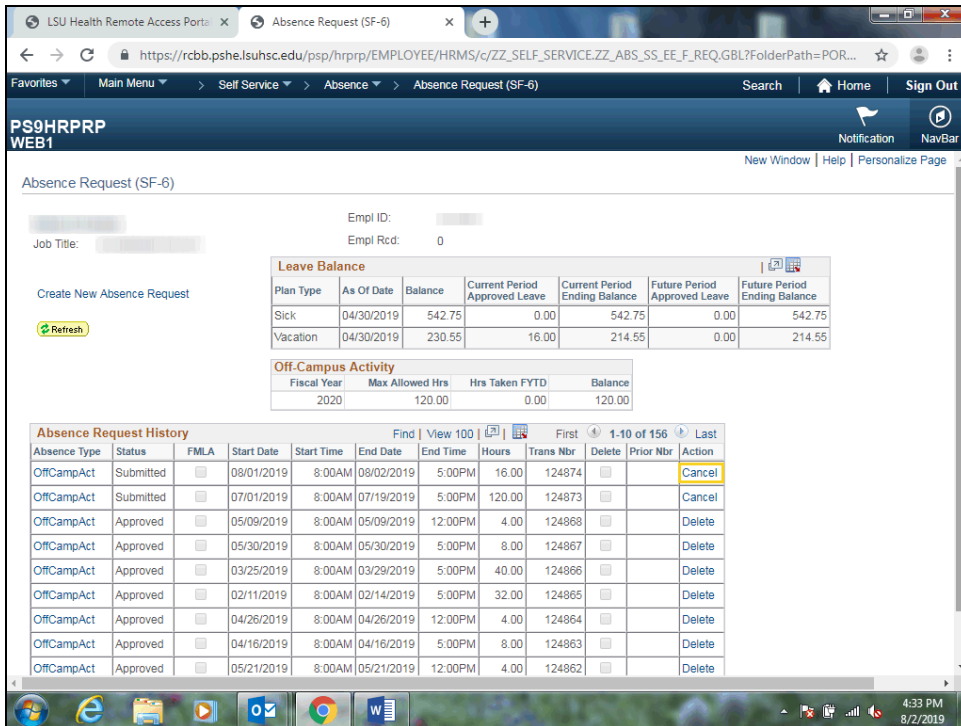 LSU Health Remote Access Porta
Absence Request (SF-6)
https://rcbb.pshe.lsuhsc.edu/psp/hrprp/EMPLOYEE/HRMS/c/ZZ_SELF_SERVICE.ZZ_ABS_SS_EE_F_REQ.GBL?FolderPath=POR...
Favorites Main Menu > Self Service > Absence > Absence Request (SF-6) Search Home Sign Out
PS9HRPRP
WEB1
Notification NavBar
New Window | Help | Personalize Page
Absence Request (SF-6)
Empl ID:
Job Title: Empl Rcd: 0
Create New Absence Request
Refresh
Leave Balance
Plan Type As Of Date Balance Current Period Approved Leave Current Period Ending Balance Future Period Approved Leave Future Period Ending Balance
Sick 04/30/2019 542.75 0.00 542.75 0.00 542.75
Vacation 04/30/2019 230.55 16.00 214.55 0.00 214.55
Off-Campus Activity
Fiscal Year Max Allowed Hrs Hrs Taken FYTD Balance
2020 120.00 0.00 120.00
Absence Request History Find | View 100 | First 1-10 of 156 Last
Absence Type Status FMLA Start Date Start Time End Date End Time Hours Trans Nbr Delete Prior Nbr Action
OffCampAct Submitted 08/01/2019 8:00AM 08/02/2019 5:00PM 16.00 124874 Cancel
OffCampAct Submitted 07/01/2019 8:00AM 07/19/2019 5:00PM 120.00 124873 Cancel
OffCampAct Approved 05/09/2019 8:00AM 05/09/2019 12:00PM 4.00 124868 Delete
OffCampAct Approved 05/30/2019 8:00AM 05/30/2019 5:00PM 8.00 124867 Delete
OffCampAct Approved 03/25/2019 8:00AM 03/29/2019 5:00PM 40.00 124866 Delete
OffCampAct Approved 02/11/2019 8:00AM 02/14/2019 5:00PM 32.00 124865 Delete
OffCampAct Approved 04/26/2019 8:00AM 04/26/2019 12:00PM 4.00 124864 Delete
OffCampAct Approved 04/16/2019 8:00AM 04/16/2019 5:00PM 8.00 124863 Delete
OffCampAct Approved 05/21/2019 8:00AM 05/21/2019 12:00PM 4.00 124862 Delete
4:33 PM
8/2/2019